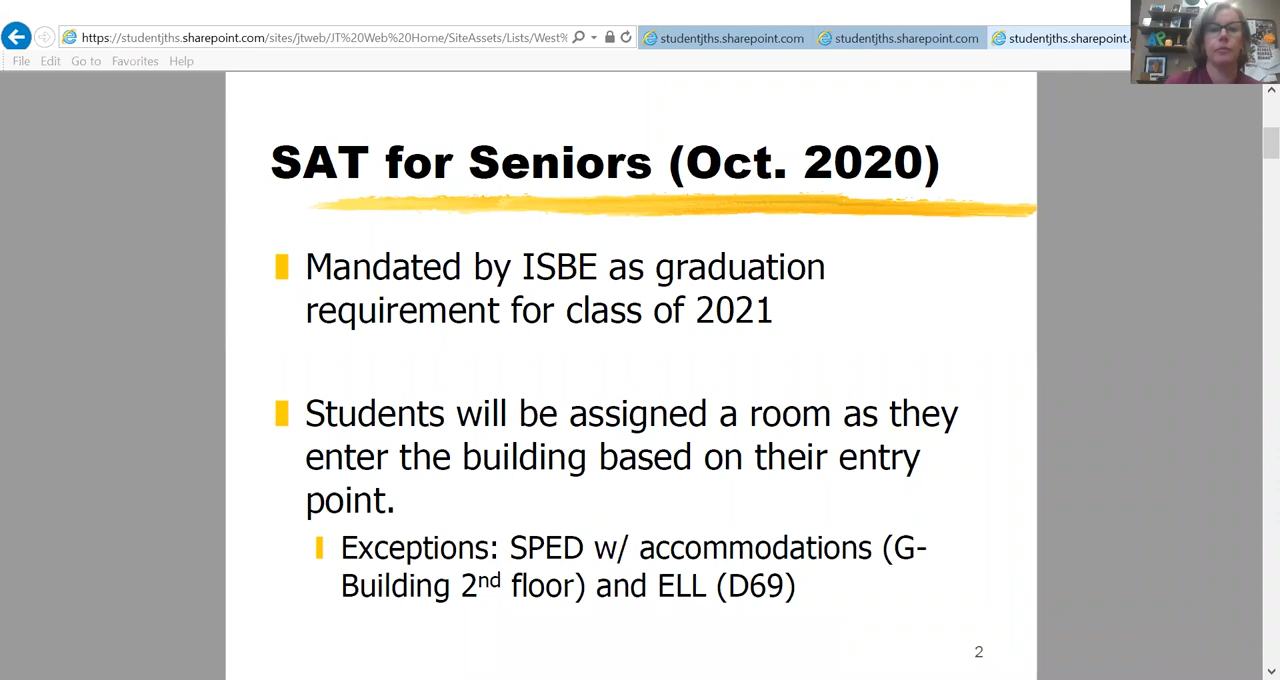 https://studentjths.sharepoint.com/sites/jtweb/JT%20Web%20Home/SiteAssets/Lists/West%
studentjths.sharepoint.com
studentjths.sharepoint.com
studentjths.sharepoint.
File Edit Go to Favorites Help
SAT for Seniors (Oct. 2020)
Mandated by ISBE as graduation
requirement for class of 2021
Students will be assigned a room as they
enter the building based on their entry
point.
Exceptions: SPED w/ accommodations (G-
Building 2nd floor) and ELL (D69)
2